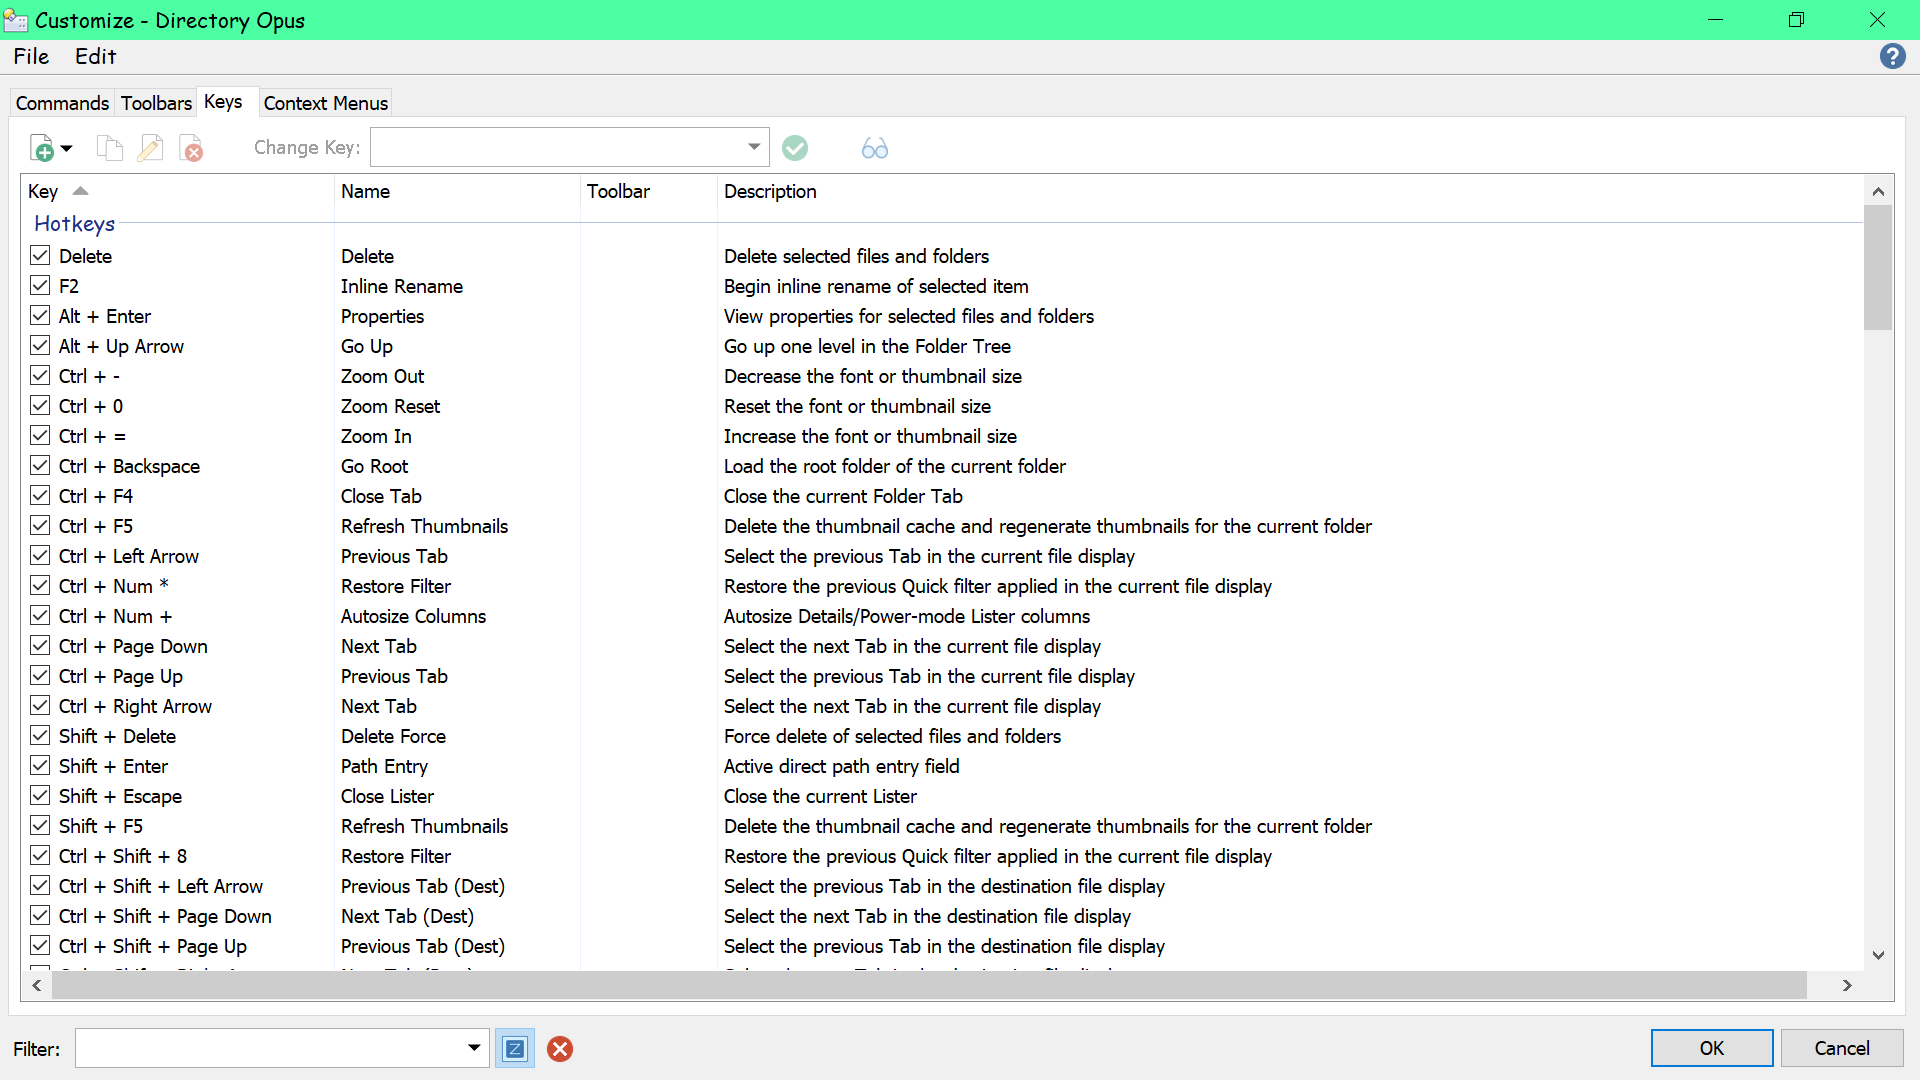 Customize - Directory Opus
File Edit
Commands Toolbars Keys Context Menus
Change Key:
Key Name Toolbar Description
Hotkeys
Delete Delete Delete selected files and folders
F2 Inline Rename Begin inline rename of selected item
Alt + Enter Properties View properties for selected files and folders
Alt + Up Arrow Go Up Go up one level in the Folder Tree
Ctrl + - Zoom Out Decrease the font or thumbnail size
Ctrl + 0 Zoom Reset Reset the font or thumbnail size
Ctrl + = Zoom In Increase the font or thumbnail size
Ctrl + Backspace Go Root Load the root folder of the current folder
Ctrl + F4 Close Tab Close the current Folder Tab
Ctrl + F5 Refresh Thumbnails Delete the thumbnail cache and regenerate thumbnails for the current folder
Ctrl + Left Arrow Previous Tab Select the previous Tab in the current file display
Ctrl + Num * Restore Filter Restore the previous Quick filter applied in the current file display
Ctrl + Num + Autosize Columns Autosize Details/Power-mode Lister columns
Ctrl + Page Down Next Tab Select the next Tab in the current file display
Ctrl + Page Up Previous Tab Select the previous Tab in the current file display
Ctrl + Right Arrow Next Tab Select the next Tab in the current file display
Shift + Delete Delete Force Force delete of selected files and folders
Shift + Enter Path Entry Active direct path entry field
Shift + Escape Close Lister Close the current Lister
Shift + F5 Refresh Thumbnails Delete the thumbnail cache and regenerate thumbnails for the current folder
Ctrl + Shift + 8 Restore Filter Restore the previous Quick filter applied in the current file display
Ctrl + Shift + Left Arrow Previous Tab (Dest) Select the previous Tab in the destination file display
Ctrl + Shift + Page Down Next Tab (Dest) Select the next Tab in the destination file display
Ctrl + Shift + Page Up Previous Tab (Dest) Select the previous Tab in the destination file display
Filter: OK Cancel